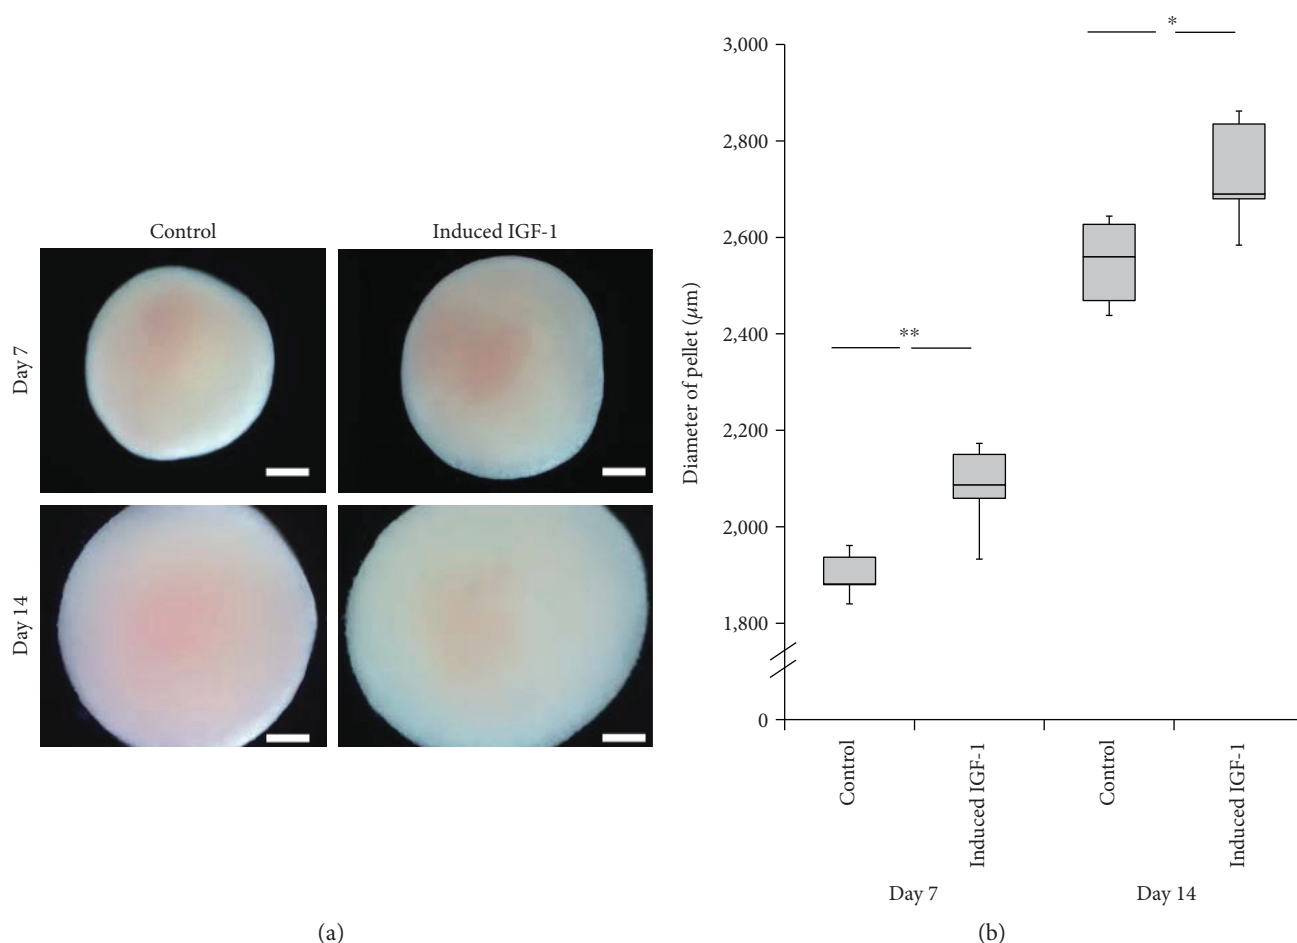 Control
Induced IGF-1
Day 7
Day 14
(a)
Diameter of pellet (μm)
3,000
2,800
2,600
2,400
2,200
2,000
1,800
0
**
*
Control
Induced IGF-1
Control
Induced IGF-1
Day 7
Day 14
(b)